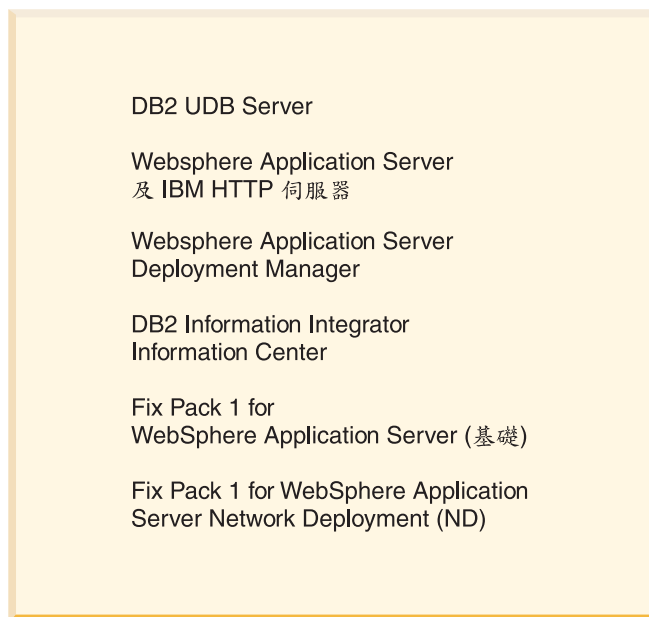 DB2 UDB Server
Websphere Application Server
及 IBM HTTP 伺服器
Websphere Application Server
Deployment Manager
DB2 Information Integrator
Information Center
Fix Pack 1 for
WebSphere Application Server (基礎)
Fix Pack 1 for WebSphere Application
Server Network Deployment (ND)